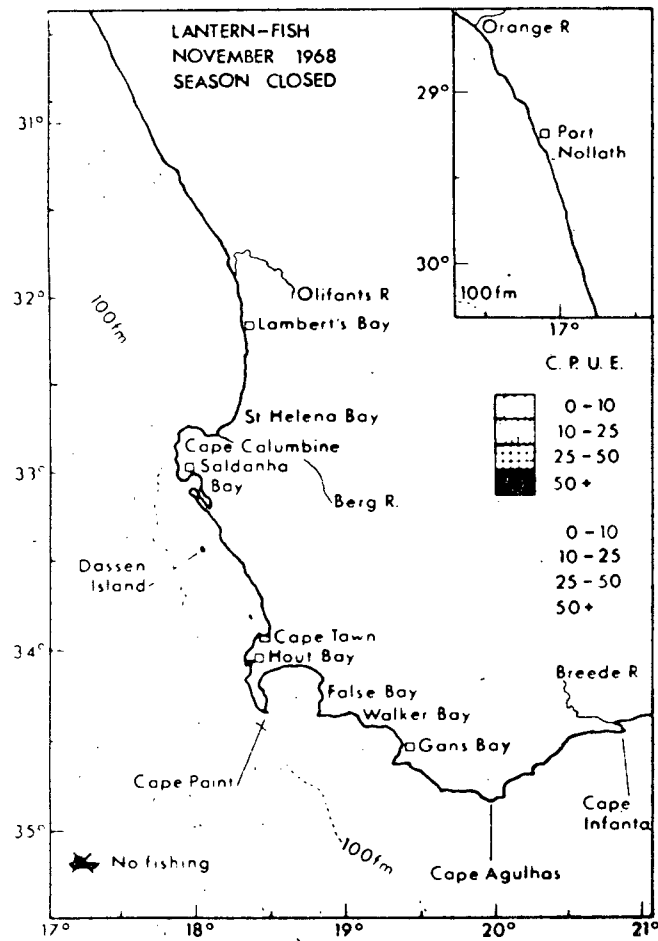 LANTERN-FISH
NOVEMBER 1968
SEASON CLOSED
Orange R
29°
Port
Nollath
30°
100fm
17°
31°
32°
33°
34°
35°
100fm
Olifants R
Lambert's Bay
C. P. U. E.
0-10
10-25
25-50
50+
0-10
10-25
25-50
50+
St Helena Bay
Cape Calumbine
Saldanha
Bay
Berg R.
Dassen
Island
Cape Town
Hout Bay
False Bay
Walker Bay
Gans Bay
Breede R
Cape Paint
Cape
Infanta
100fm
Cape Agulhas
No fishing
17°
18°
19°
20°
21°